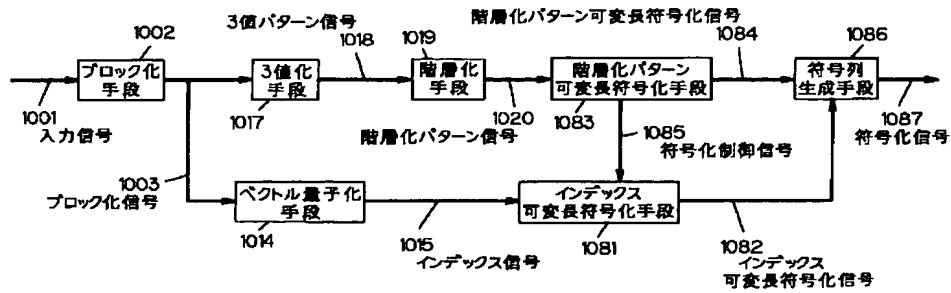 3値パターン信号
階層化パターン可変長符号化信号
1002
1018
1019
1084
1086
ブロック化
手段
3値化
手段
階層化
手段
階層化パターン
可変長符号化手段
符号列
生成手段
1001
入力信号
1017
階層化パターン信号
1020
1083
1085
符号化制御信号
1087
符号化信号
1003
ブロック化信号
ベクトル量子化
手段
インデックス
可変長符号化手段
1014
1015
インデックス信号
1081
1082
インデックス
可変長符号化信号